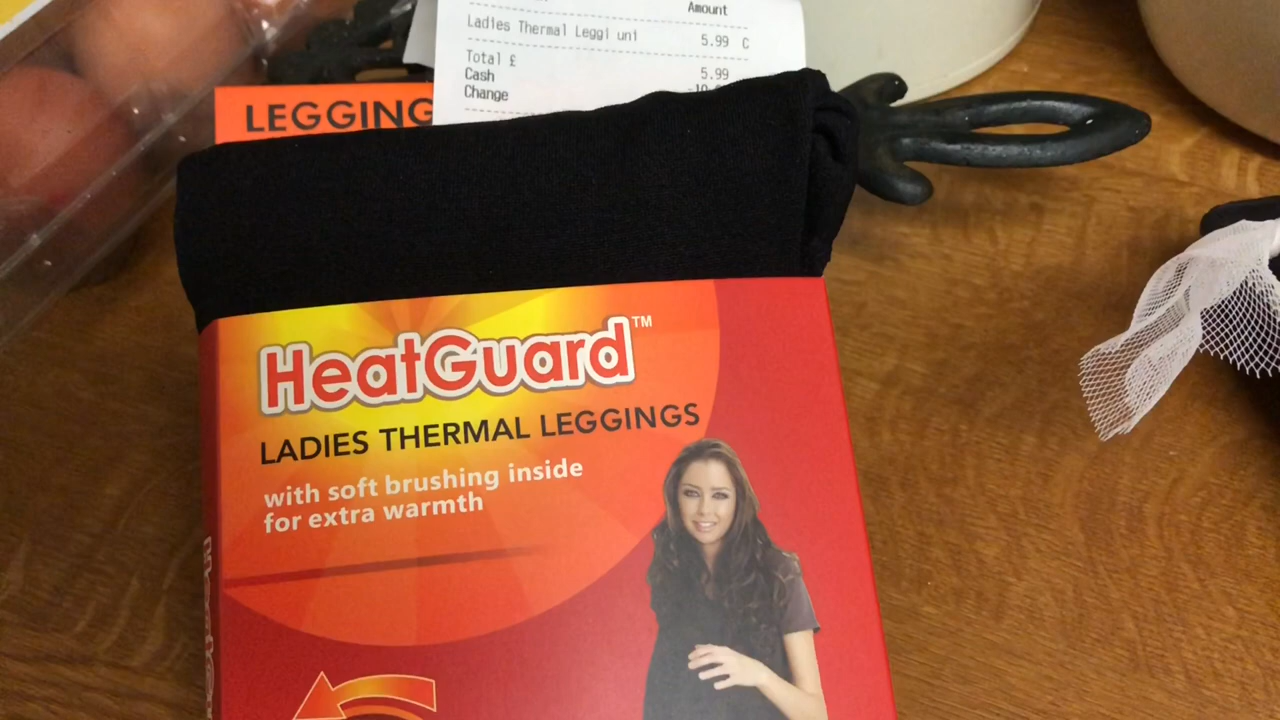 Amount
Ladies Thermal Leggi unt 5.99 C
Total £ 5.99
Cash
Change
LEGGING
HeatGuard™
LADIES THERMAL LEGGINGS
with soft brushing inside
for extra warmth